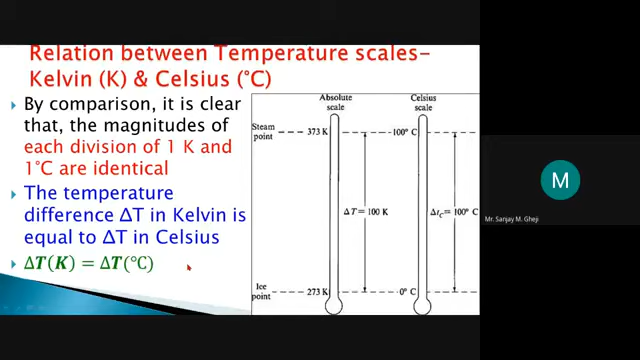 Relation between Temperature scales-
Kelvin (K) & Celsius (°C)
By comparison, it is clear
that, the magnitudes of
each division of 1 K and
1°C are identical
The temperature
difference ΔT in Kelvin is
equal to ΔT in Celsius
ΔT(K) = ΔT(°C)
Absolute
scale
Celsius
scale
Steam
point
373 K
100° C
ΔT = 100 K
Δt_C = 100° C
Ice
point
273 K
0° C
M
Mr. Sanjay M. Gheji